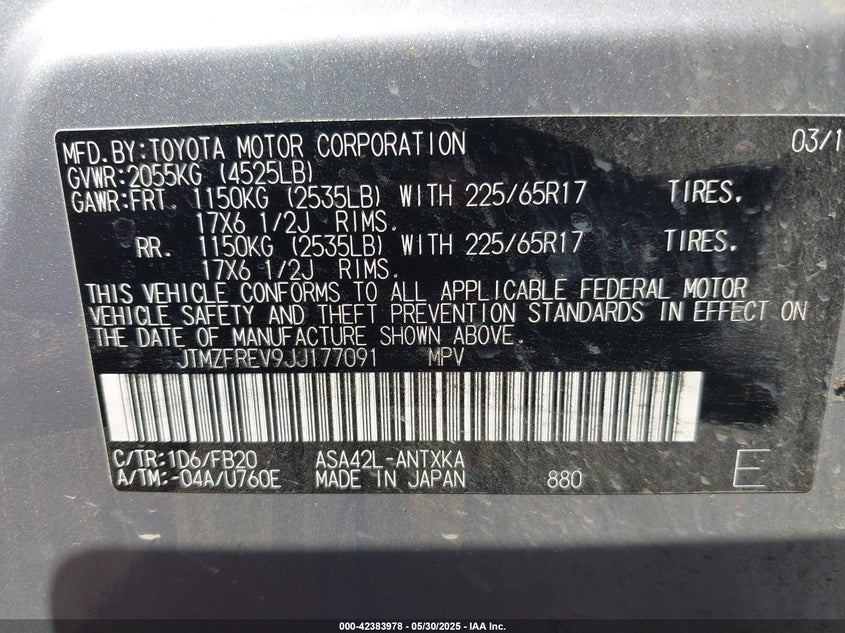 MFD.BY:TOYOTA MOTOR CORPORATION 03/1
GVWR:2055KG (4525LB)
GAWR:FRT. 1150KG (2535LB) WITH 225/65R17 TIRES.
17X6 1/2J RIMS.
RR. 1150KG (2535LB) WITH 225/65R17 TIRES.
17X6 1/2J RIMS.
THIS VEHICLE CONFORMS TO ALL APPLICABLE FEDERAL MOTOR
VEHICLE SAFETY AND THEFT PREVENTION STANDARDS IN EFFECT ON
THE DATE OF MANUFACTURE SHOWN ABOVE.
JTMZFREV9JJ177091 MPV
C/TR:1D6/FB20 ASA42L-ANTXKA
A/TM:-04A/U760E MADE IN JAPAN 880 E
000-42383978 - 05/30/2025 - IAA Inc.